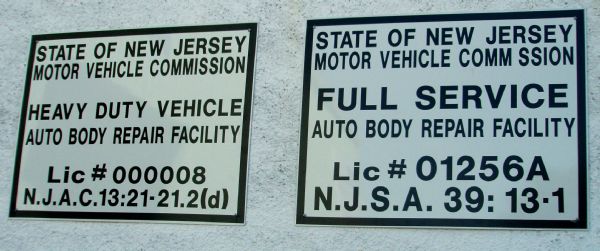 STATE OF NEW JERSEY
MOTOR VEHICLE COMMISSION
HEAVY DUTY VEHICLE
AUTO BODY REPAIR FACILITY
Lic # 000008
N.J.A.C.13:21-21.2(d)
STATE OF NEW JERSEY
MOTOR VEHICLE COMM SSION
FULL SERVICE
AUTO BODY REPAIR FACILITY
Lic # 01256A
N.J.S.A. 39: 13-1